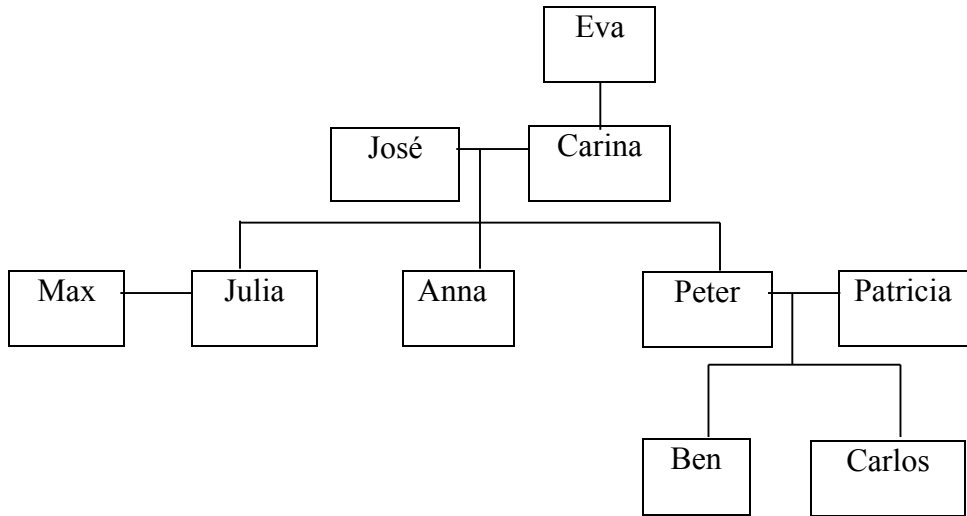 Eva
José
Carina
Max
Julia
Anna
Peter
Patricia
Ben
Carlos